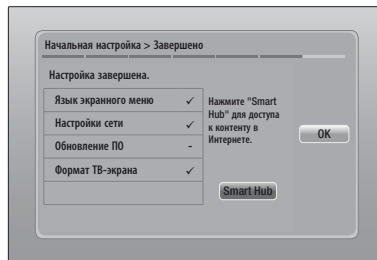 Начальная настройка > Завершено
Настройка завершена.
Язык экранного меню ✓
Настройки сети ✓
Обновление ПО -
Формат ТВ-экрана ✓
Нажмите "Smart
Hub" для доступа
к контенту в
Интернете.
Smart Hub
OK